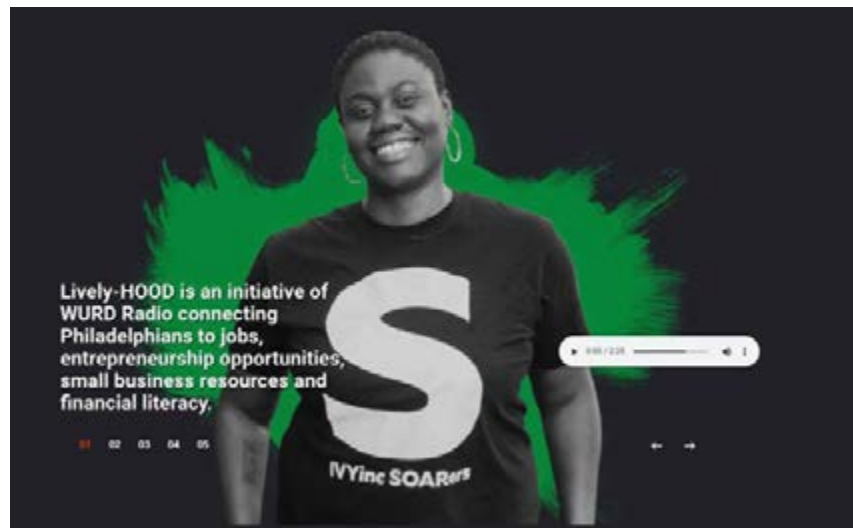 Lively-HOOD is an initiative of
WURD Radio connecting
Philadelphians to jobs,
entrepreneurship opportunities,
small business resources and
financial literacy.
S
IVYinc SOARers
01 02 03 04 05